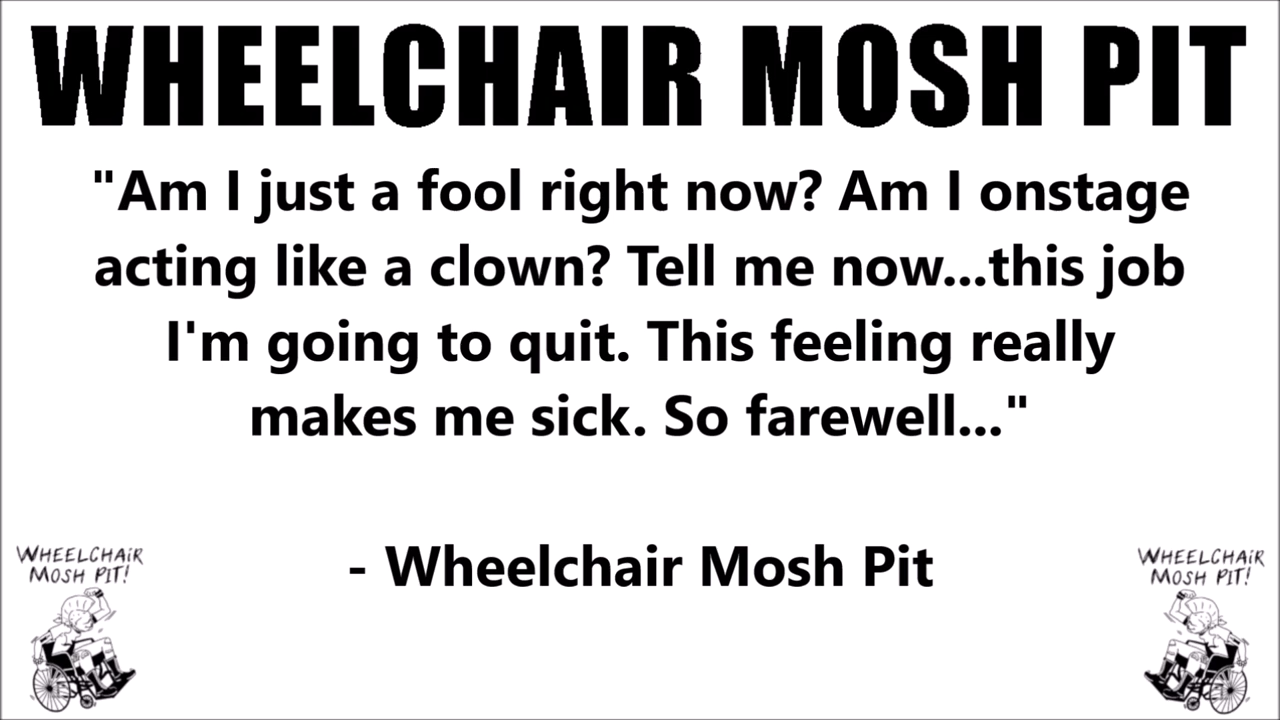 WHEELCHAIR MOSH PIT
"Am I just a fool right now? Am I onstage
acting like a clown? Tell me now...this job
I'm going to quit. This feeling really
makes me sick. So farewell..."
- Wheelchair Mosh Pit
WHEELCHAiR
MOSH PIT!
WHEELCHAiR
MOSH PIT!